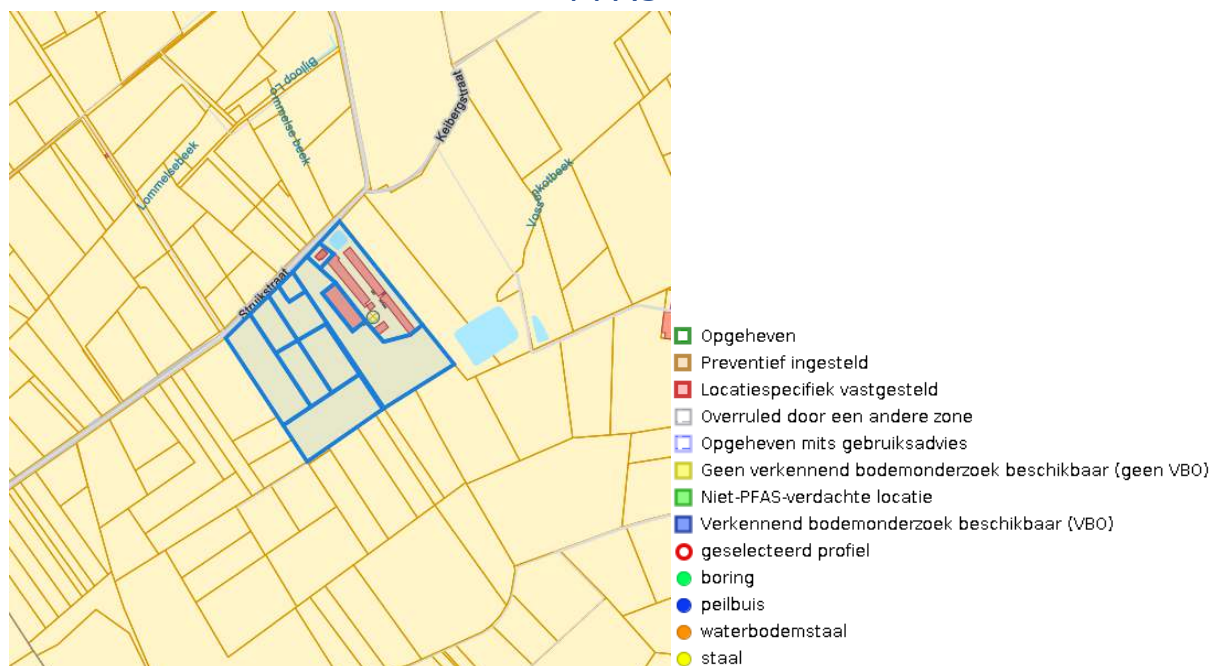 Bijloop Lommelse beek
Keibergstraat
Lommelsebeek
Vosskotbeek
Struikstraat
Opgeheven
Preventief ingesteld
Locatiespecifiek vastgesteld
Overruled door een andere zone
Opgeheven mits gebruiksadvies
Geen verkennend bodemonderzoek beschikbaar (geen VBO)
Niet-PFAS-verdachte locatie
Verkennend bodemonderzoek beschikbaar (VBO)
geselecteerd profiel
boring
peilbuis
waterbodemstaal
staal